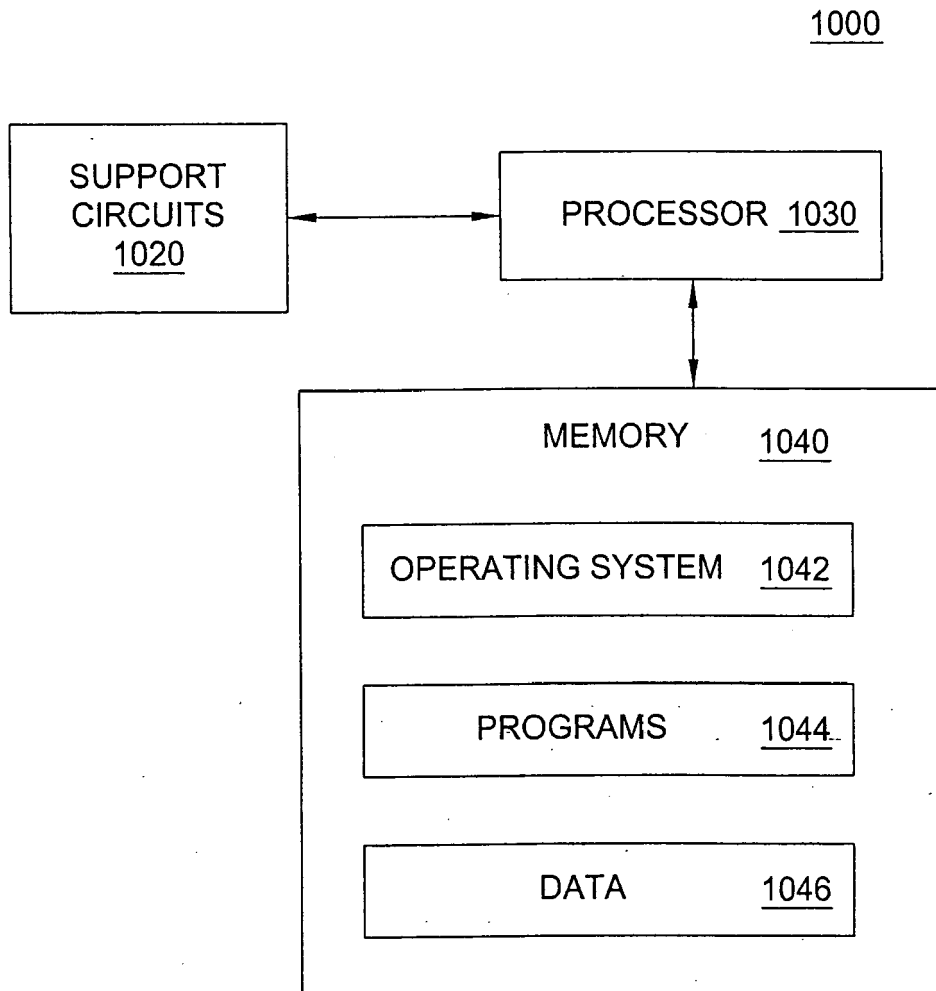 1000
SUPPORT
CIRCUITS
1020
PROCESSOR 1030
MEMORY 1040
OPERATING SYSTEM 1042
PROGRAMS 1044
DATA 1046